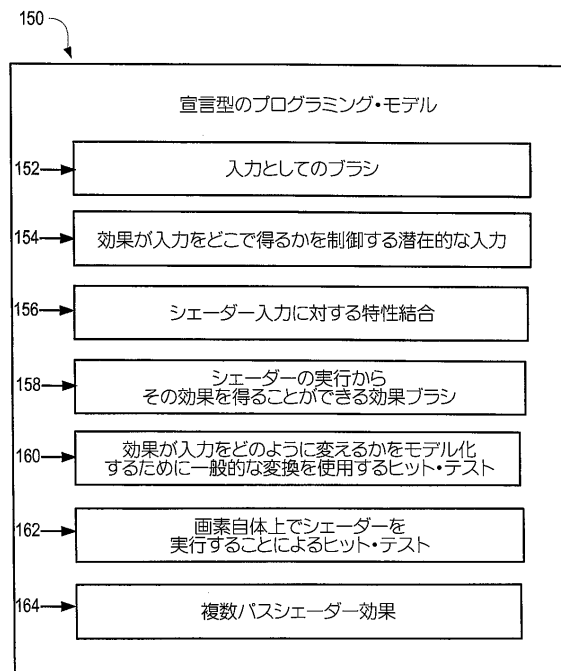 150
宣言型のプログラミング・モデル
152
入力としてのブラシ
154
効果が入力をどこで得るかを制御する潜在的な入力
156
シェーダー入力に対する特性結合
158
シェーダーの実行から
その効果を得ることができる効果ブラシ
160
効果が入力をどのように変えるかをモデル化
するために一般的な変換を使用するヒット・テスト
162
画素自体上でシェーダーを
実行することによるヒット・テスト
164
複数パスシェーダー効果